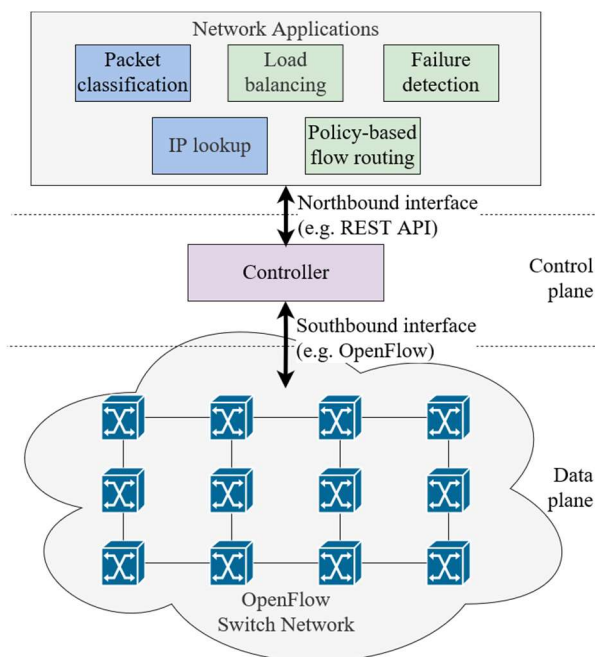 Network Applications
Packet
classification
Load
balancing
Failure
detection
IP lookup
Policy-based
flow routing
Northbound interface
(e.g. REST API)
Controller
Control
plane
Southbound interface
(e.g. OpenFlow)
Data
plane
OpenFlow
Switch Network